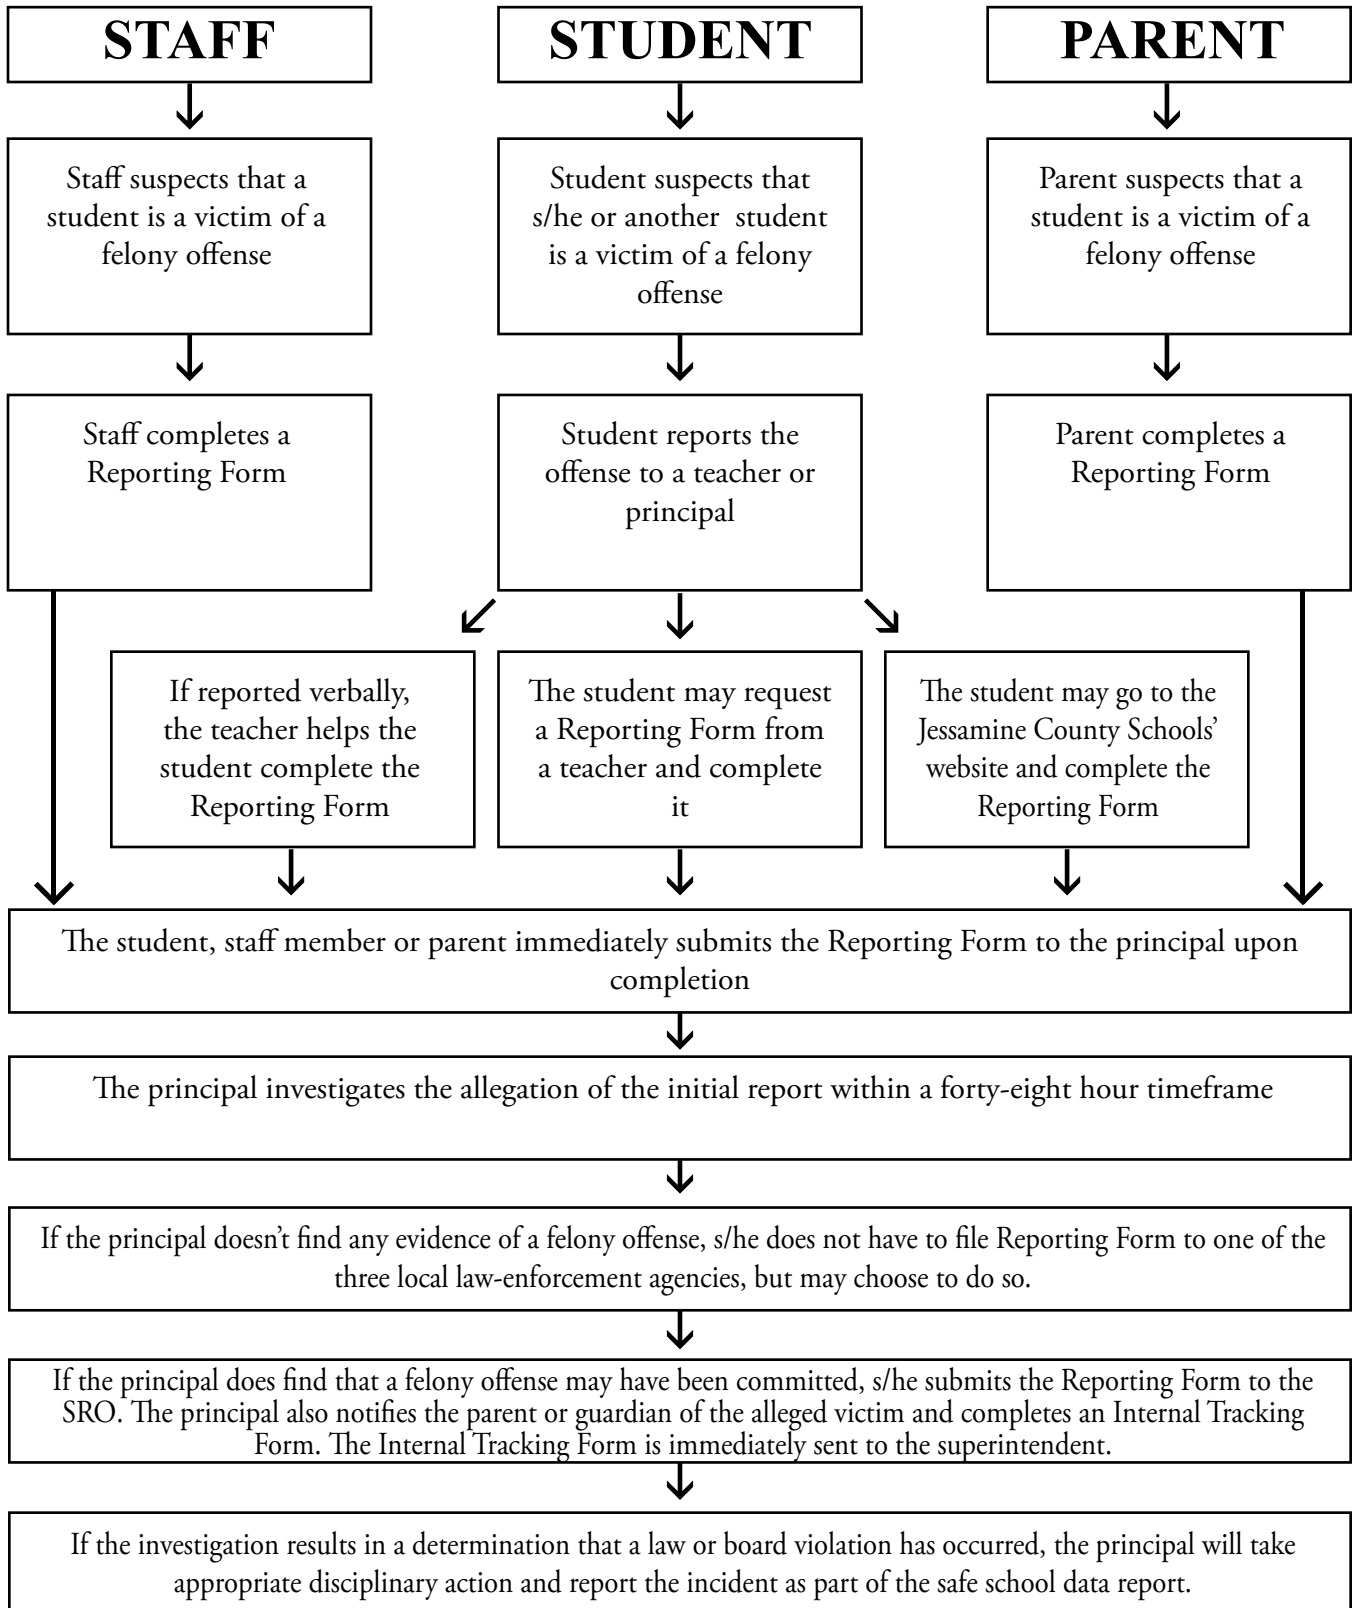 STAFF
STUDENT
PARENT
Staff suspects that a
student is a victim of a
felony offense
Student suspects that
s/he or another student
is a victim of a felony
offense
Parent suspects that a
student is a victim of a
felony offense
Staff completes a
Reporting Form
Student reports the
offense to a teacher or
principal
Parent completes a
Reporting Form
If reported verbally,
the teacher helps the
student complete the
Reporting Form
The student may request
a Reporting Form from
a teacher and complete
it
The student may go to the
Jessamine County Schools’
website and complete the
Reporting Form
The student, staff member or parent immediately submits the Reporting Form to the principal upon
completion
The principal investigates the allegation of the initial report within a forty-eight hour timeframe
If the principal doesn’t find any evidence of a felony offense, s/he does not have to file Reporting Form to one of the
three local law-enforcement agencies, but may choose to do so.
If the principal does find that a felony offense may have been committed, s/he submits the Reporting Form to the
SRO. The principal also notifies the parent or guardian of the alleged victim and completes an Internal Tracking
Form. The Internal Tracking Form is immediately sent to the superintendent.
If the investigation results in a determination that a law or board violation has occurred, the principal will take
appropriate disciplinary action and report the incident as part of the safe school data report.